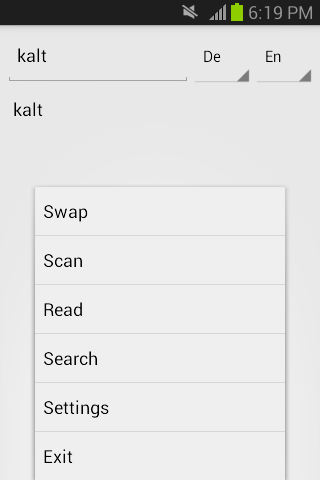 6:19 PM
kalt De En
kalt
Swap
Scan
Read
Search
Settings
Exit